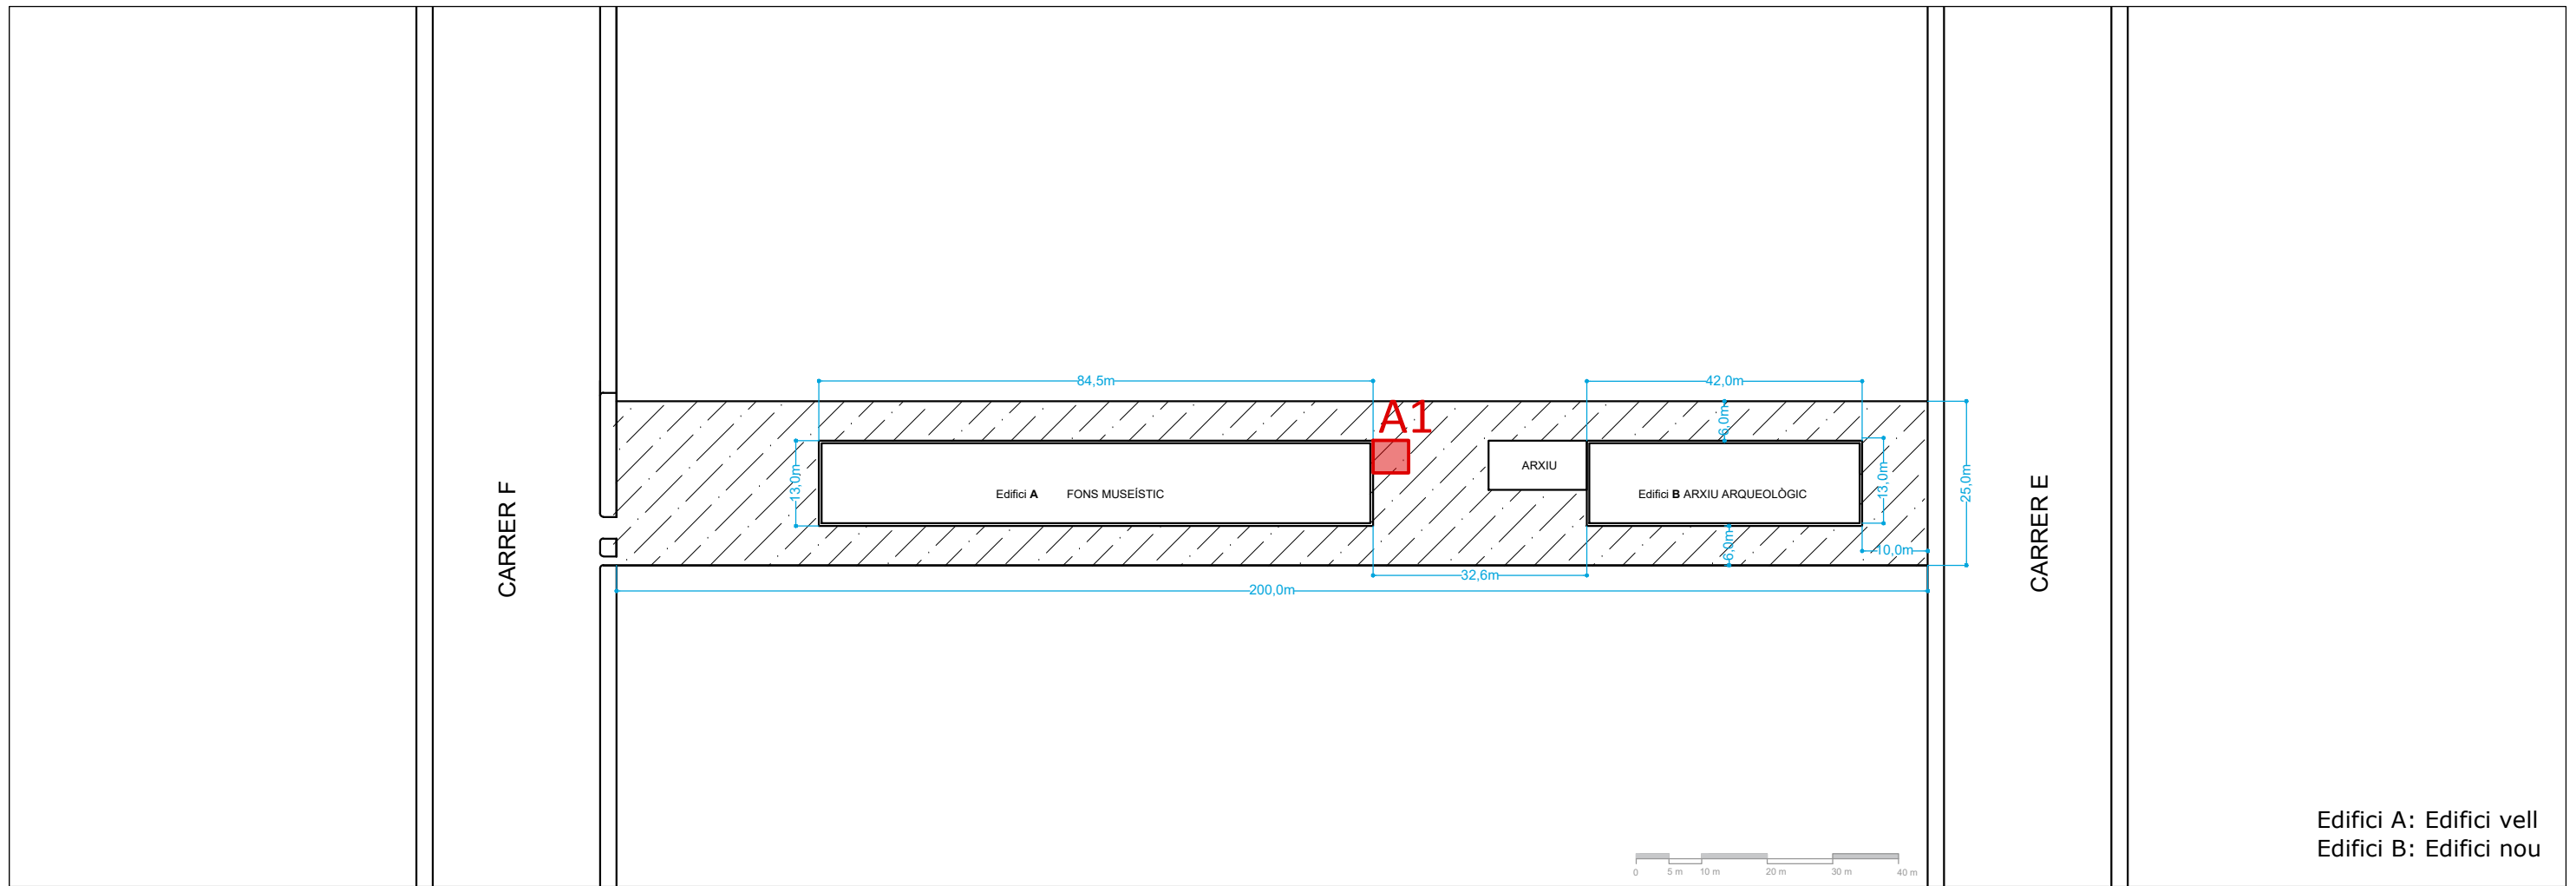 84,5m
42,0m
A1
6,0m
13,0m
ARXIU
13,0m
25,0m
Edifici A FONS MUSEÍSTIC
Edifici B ARXIU ARQUEOLÒGIC
CARRER F
CARRER E
6,0m
10,0m
32,6m
200,0m
Edifici A: Edifici vell
Edifici B: Edifici nou
0 5 m 10 m 20 m 30 m 40 m